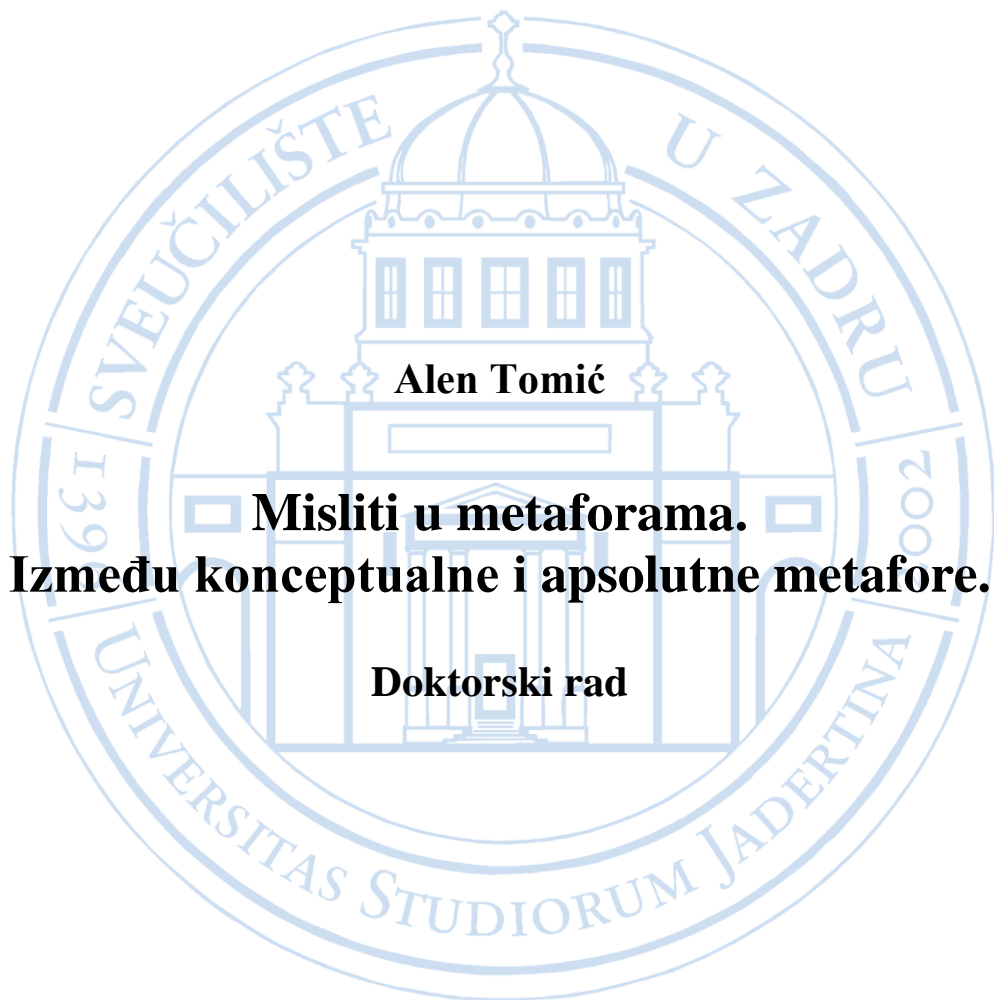 SVEUČILIŠTE U ZADRU
Alen Tomić
1396
2002
Misliti u metaforama.
Između konceptualne i apsolutne metafore.
Doktorski rad
UNIVERSITAS STUDIORUM JADERTINA